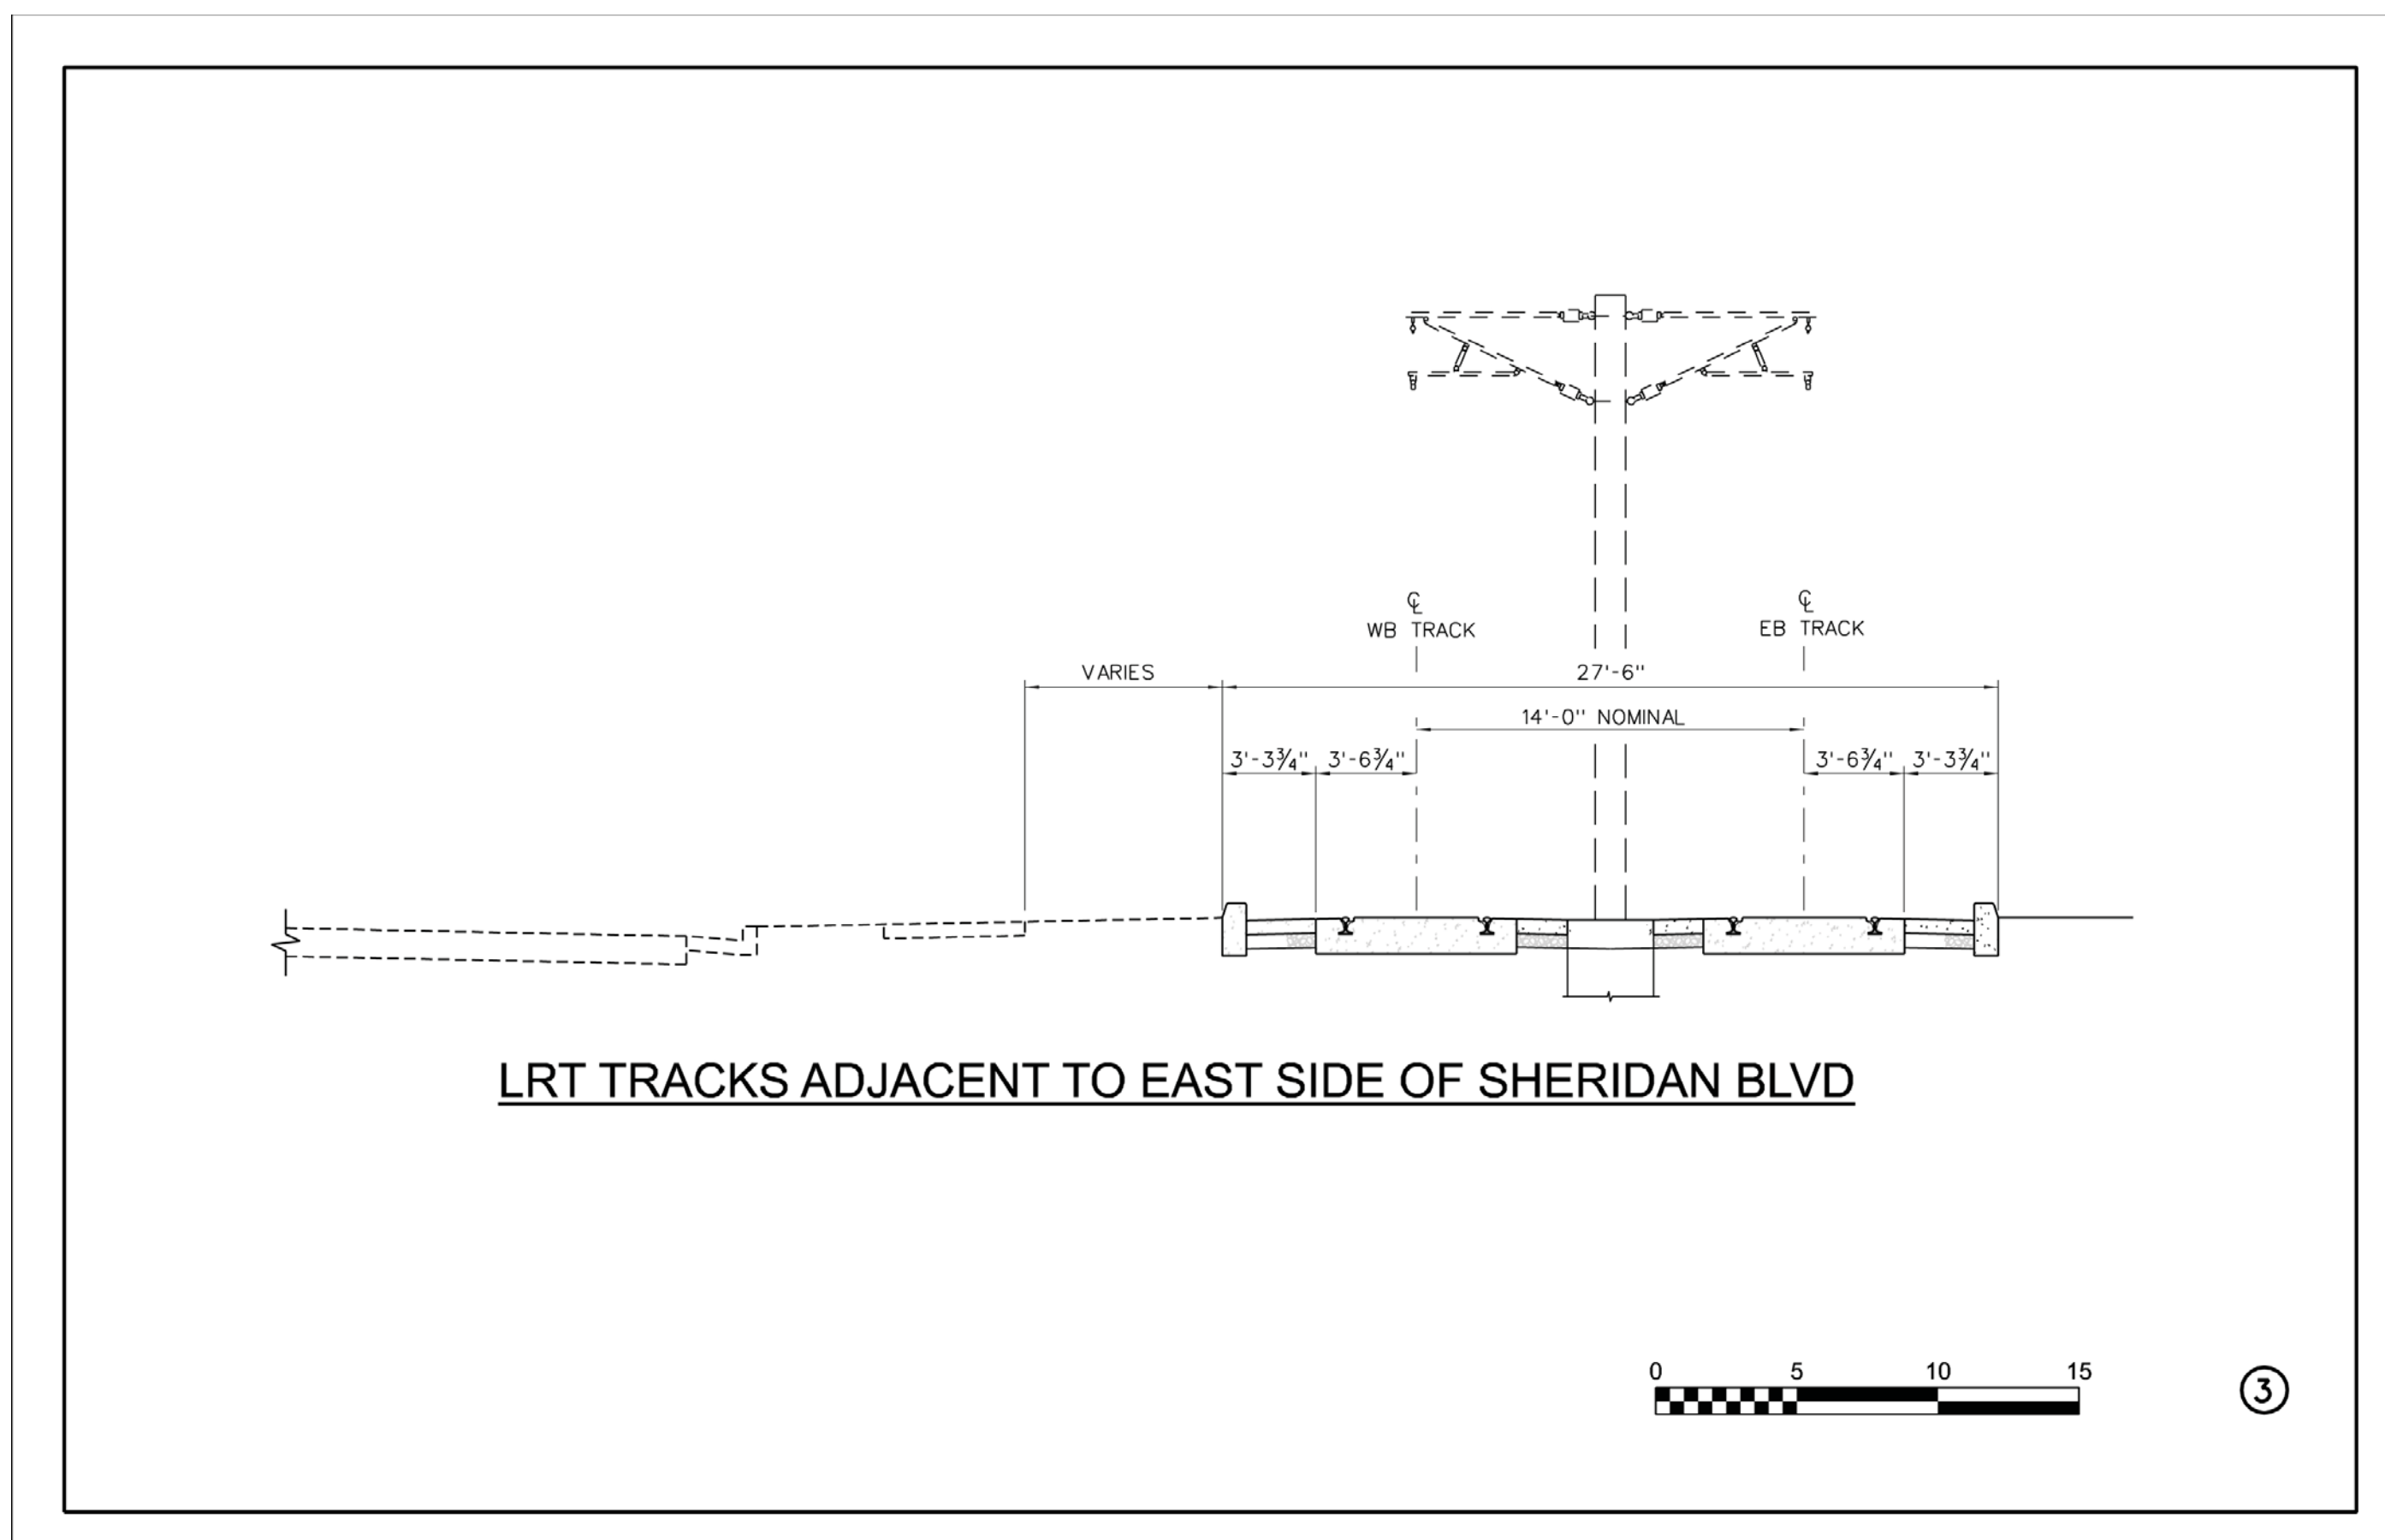 ℄ ℄
WB TRACK EB TRACK
VARIES 27'-6"
14'-0" NOMINAL
3'-3¾" 3'-6¾" 3'-6¾" 3'-3¾"
LRT TRACKS ADJACENT TO EAST SIDE OF SHERIDAN BLVD
0 5 10 15
3